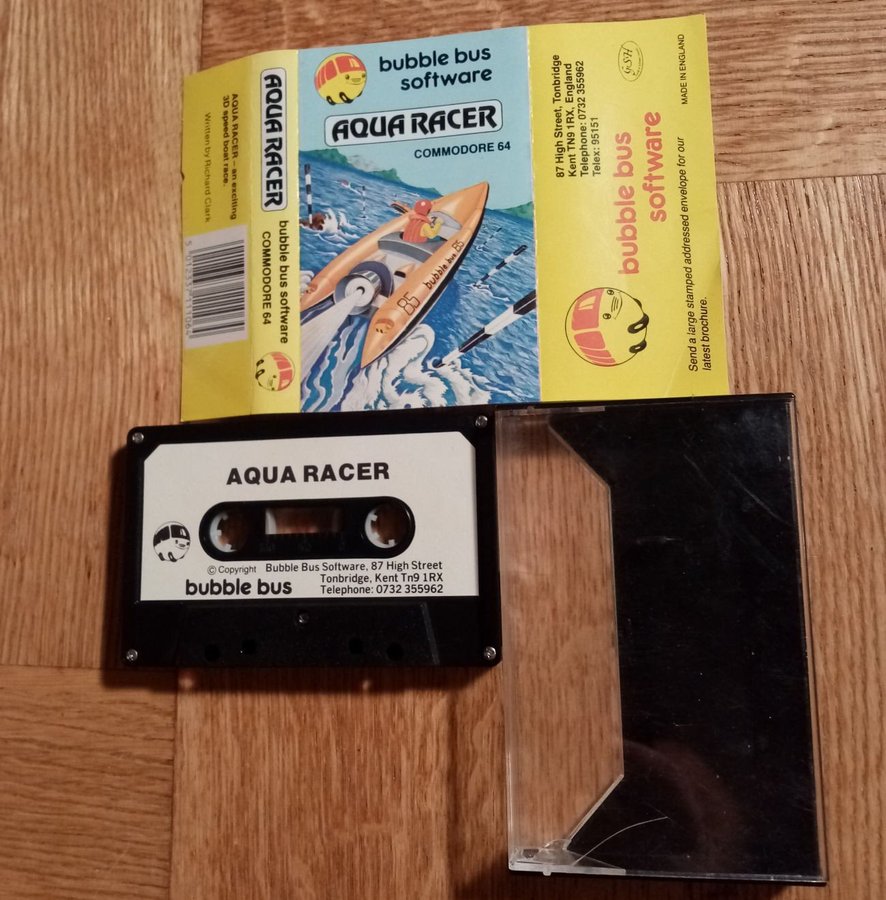 AQUA RACER – an exciting
3D speed boat race.
Written by Richard Clark
AQUA RACER
bubble bus software
COMMODORE 64
bubble bus
software
AQUA RACER
COMMODORE 64
85
bubble bus 85
87 High Street, Tonbridge
Kent TN9 1RX, England
Telephone: 0732 355962
Telex: 95151
GSH
MADE IN ENGLAND
bubble bus
software
Send a large stamped addressed envelope for our
latest brochure.
AQUA RACER
© Copyright Bubble Bus Software, 87 High Street
Tonbridge, Kent Tn9 1RX
Telephone: 0732 355962
bubble bus